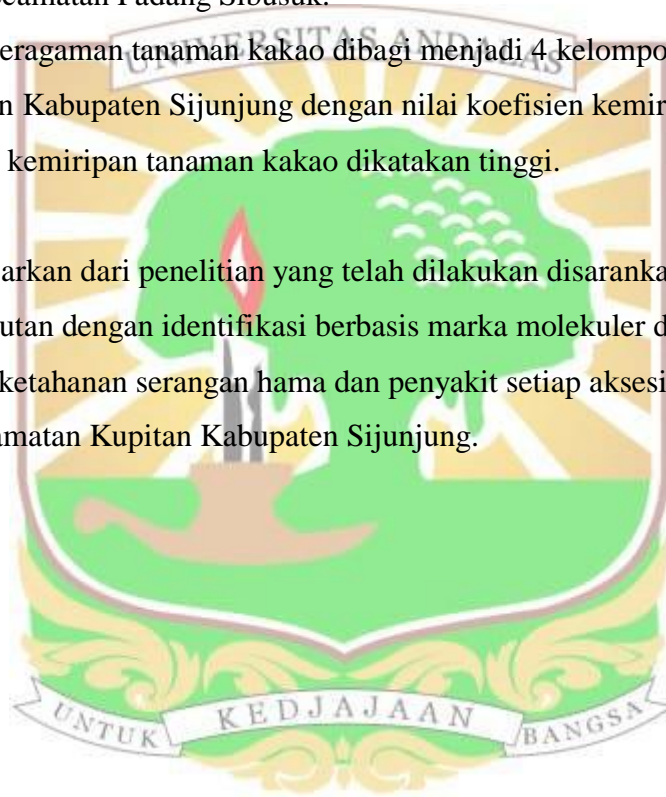 ecamatan Padang Sibusuk.
UNIVERSITAS ANDALAS
eragaman tanaman kakao dibagi menjadi 4 kelompo
n Kabupaten Sijunjung dengan nilai koefisien kemir
kemiripan tanaman kakao dikatakan tinggi.
arkan dari penelitian yang telah dilakukan disaranka
utan dengan identifikasi berbasis marka molekuler d
ketahanan serangan hama dan penyakit setiap aksesi
amatan Kupitan Kabupaten Sijunjung.
UNTUK KEDJAJAAN BANGSA